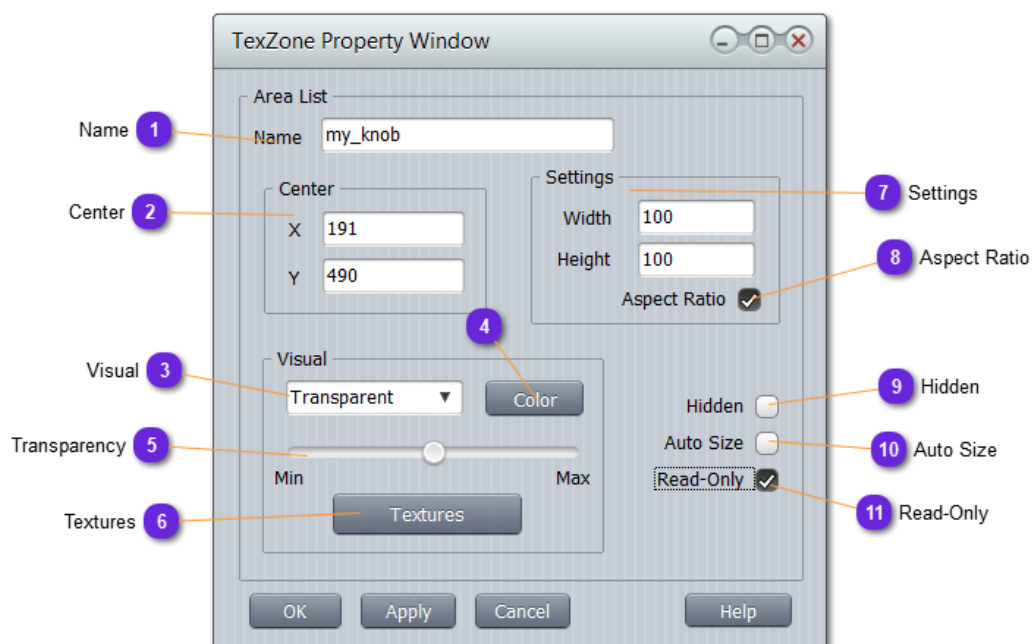 TexZone Property Window
Area List
Name 1
Name my_knob
Center 2
Center
X 191
Y 490
Settings
Width 100
Height 100
Aspect Ratio
7 Settings
8 Aspect Ratio
4
Visual 3
Visual
Transparent Color
Transparency 5
Min Max
Textures 6
Textures
Hidden
Auto Size
Read-Only
9 Hidden
10 Auto Size
11 Read-Only
OK Apply Cancel Help